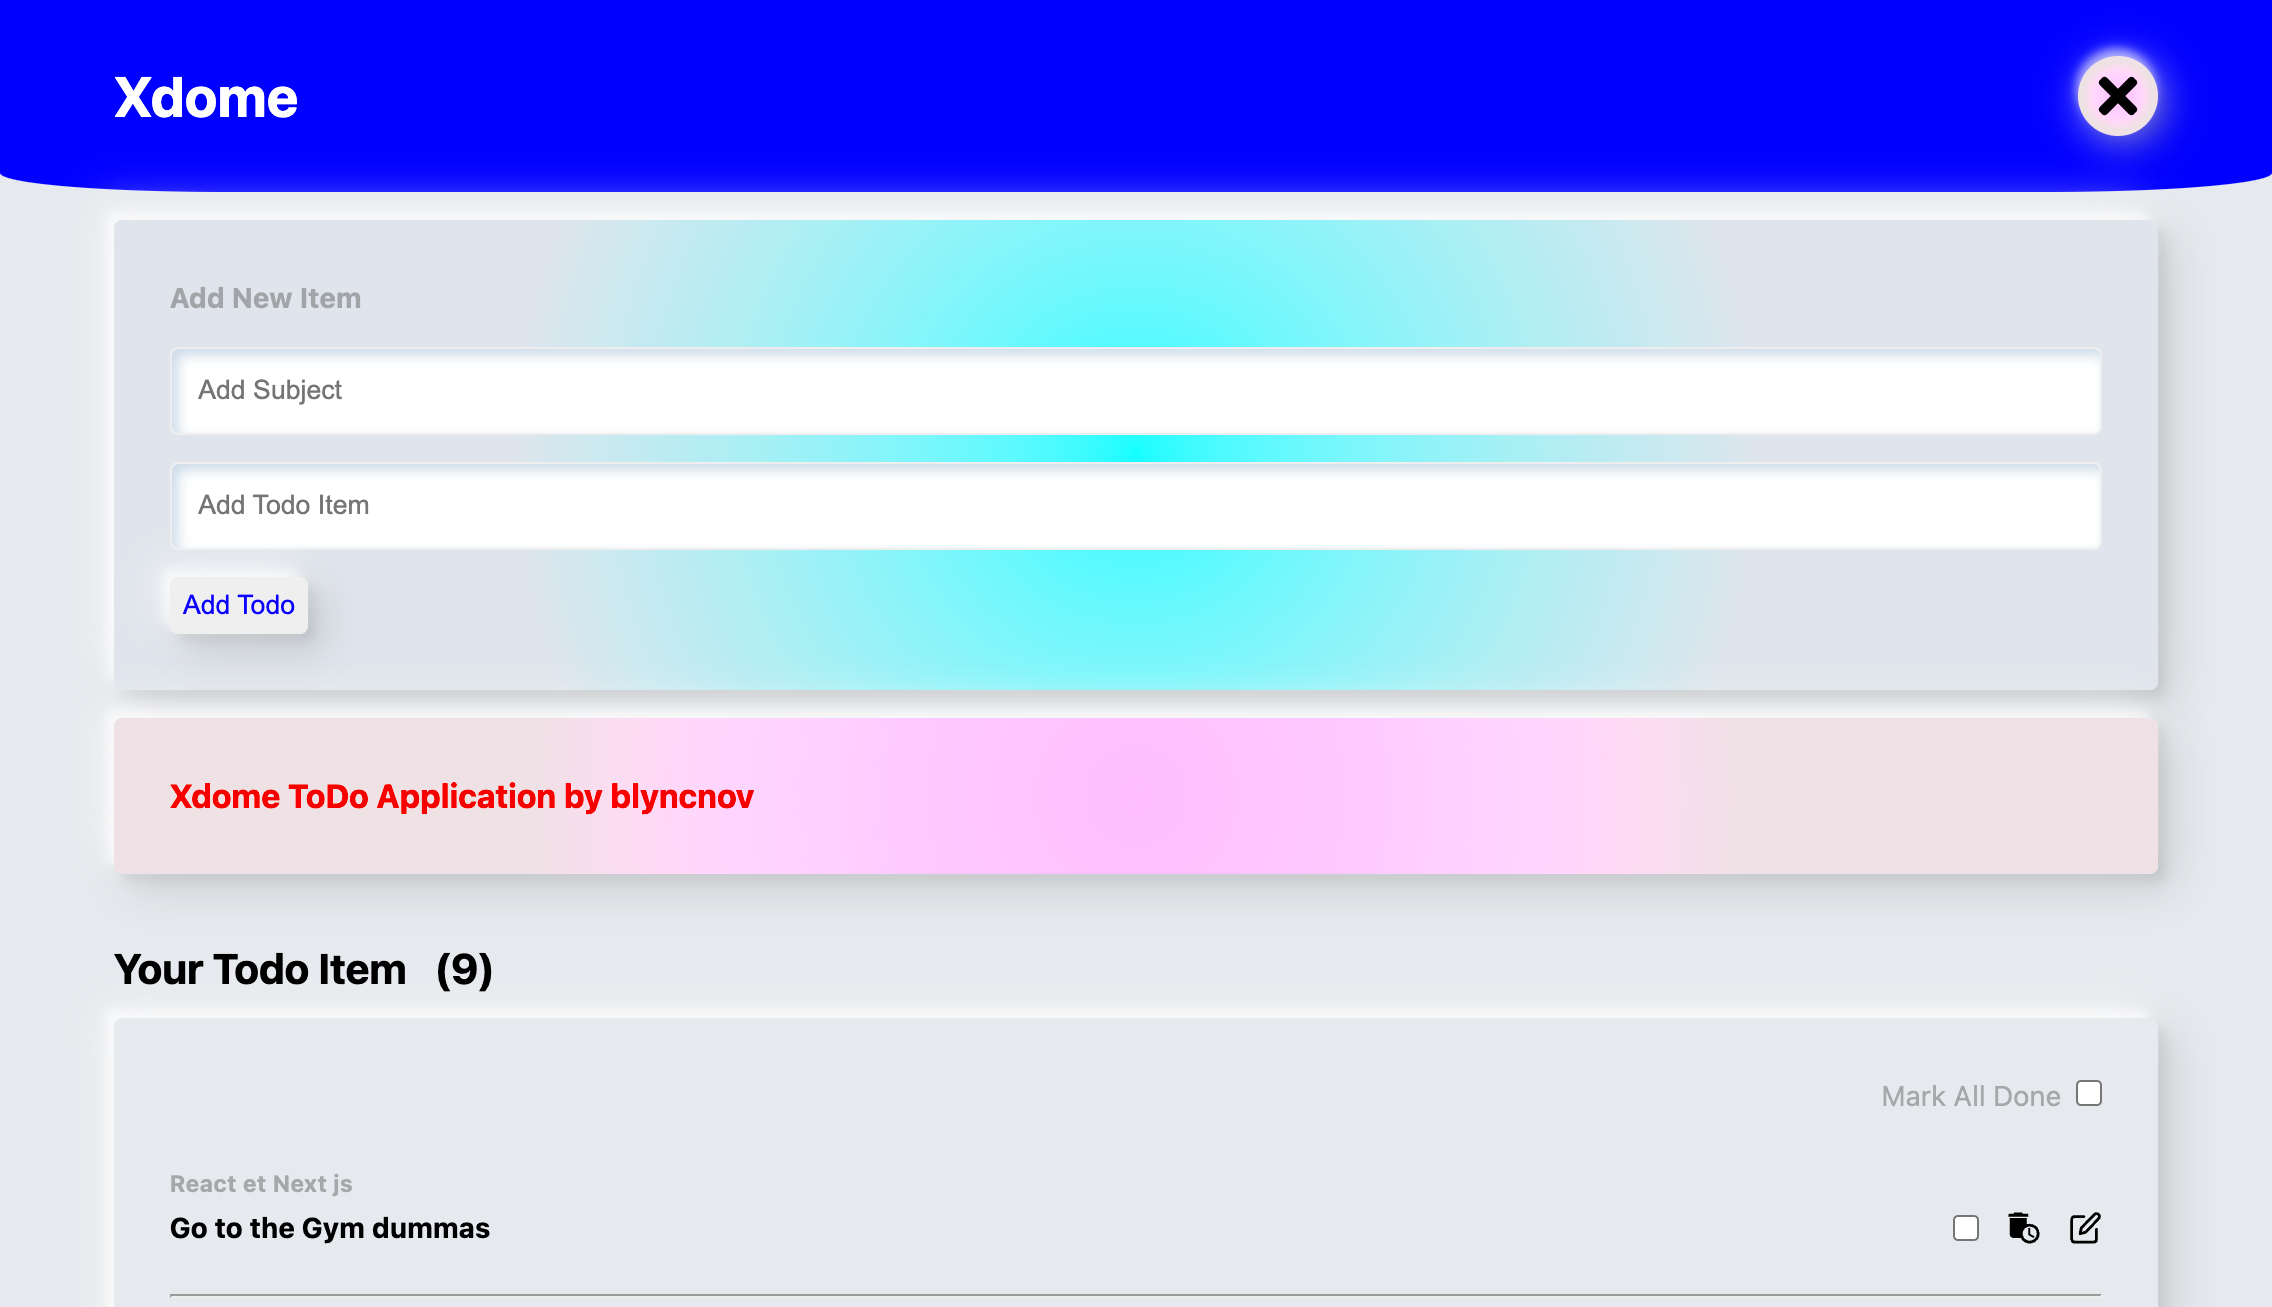 Xdome
Add New Item
Add Subject
Add Todo Item
Add Todo
Xdome ToDo Application by blyncnov
Your Todo Item (9)
Mark All Done
React et Next js
Go to the Gym dummas